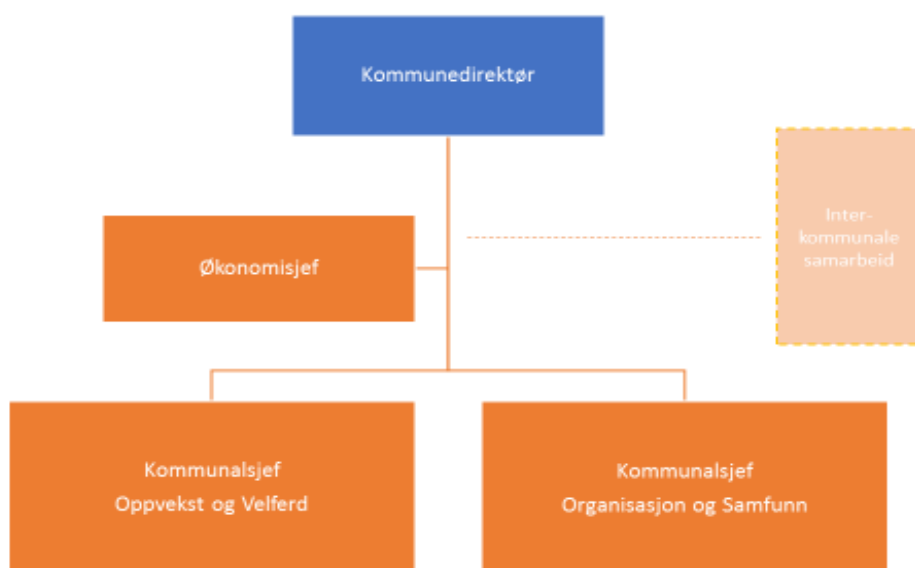 Kommunedirektør
Inter-
kommunale
samarbeid
Økonomisjef
Kommunalsjef
Oppvekst og Velferd
Kommunalsjef
Organisasjon og Samfunn